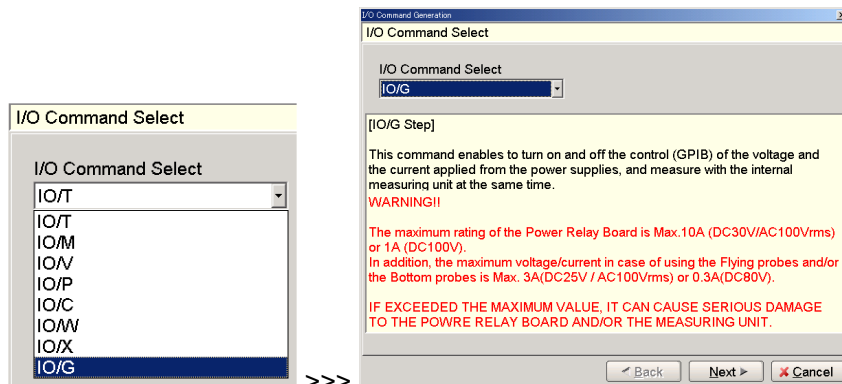 I/O Command Select
I/O Command Select
IO/T
IO/T
IO/M
IO/V
IO/P
IO/C
IO/W
IO/X
IO/G
>>>
I/O Command Generation
I/O Command Select
I/O Command Select
IO/G
[IO/G Step]
This command enables to turn on and off the control (GPIB) of the voltage and
the current applied from the power supplies, and measure with the internal
measuring unit at the same time.
WARNING!!
The maximum rating of the Power Relay Board is Max.10A (DC30V/AC100Vrms)
or 1A (DC100V).
In addition, the maximum voltage/current in case of using the Flying probes and/or
the Bottom probes is Max. 3A(DC25V / AC100Vrms) or 0.3A(DC80V).
IF EXCEEDED THE MAXIMUM VALUE, IT CAN CAUSE SERIOUS DAMAGE
TO THE POWRE RELAY BOARD AND/OR THE MEASURING UNIT.
Back Next Cancel